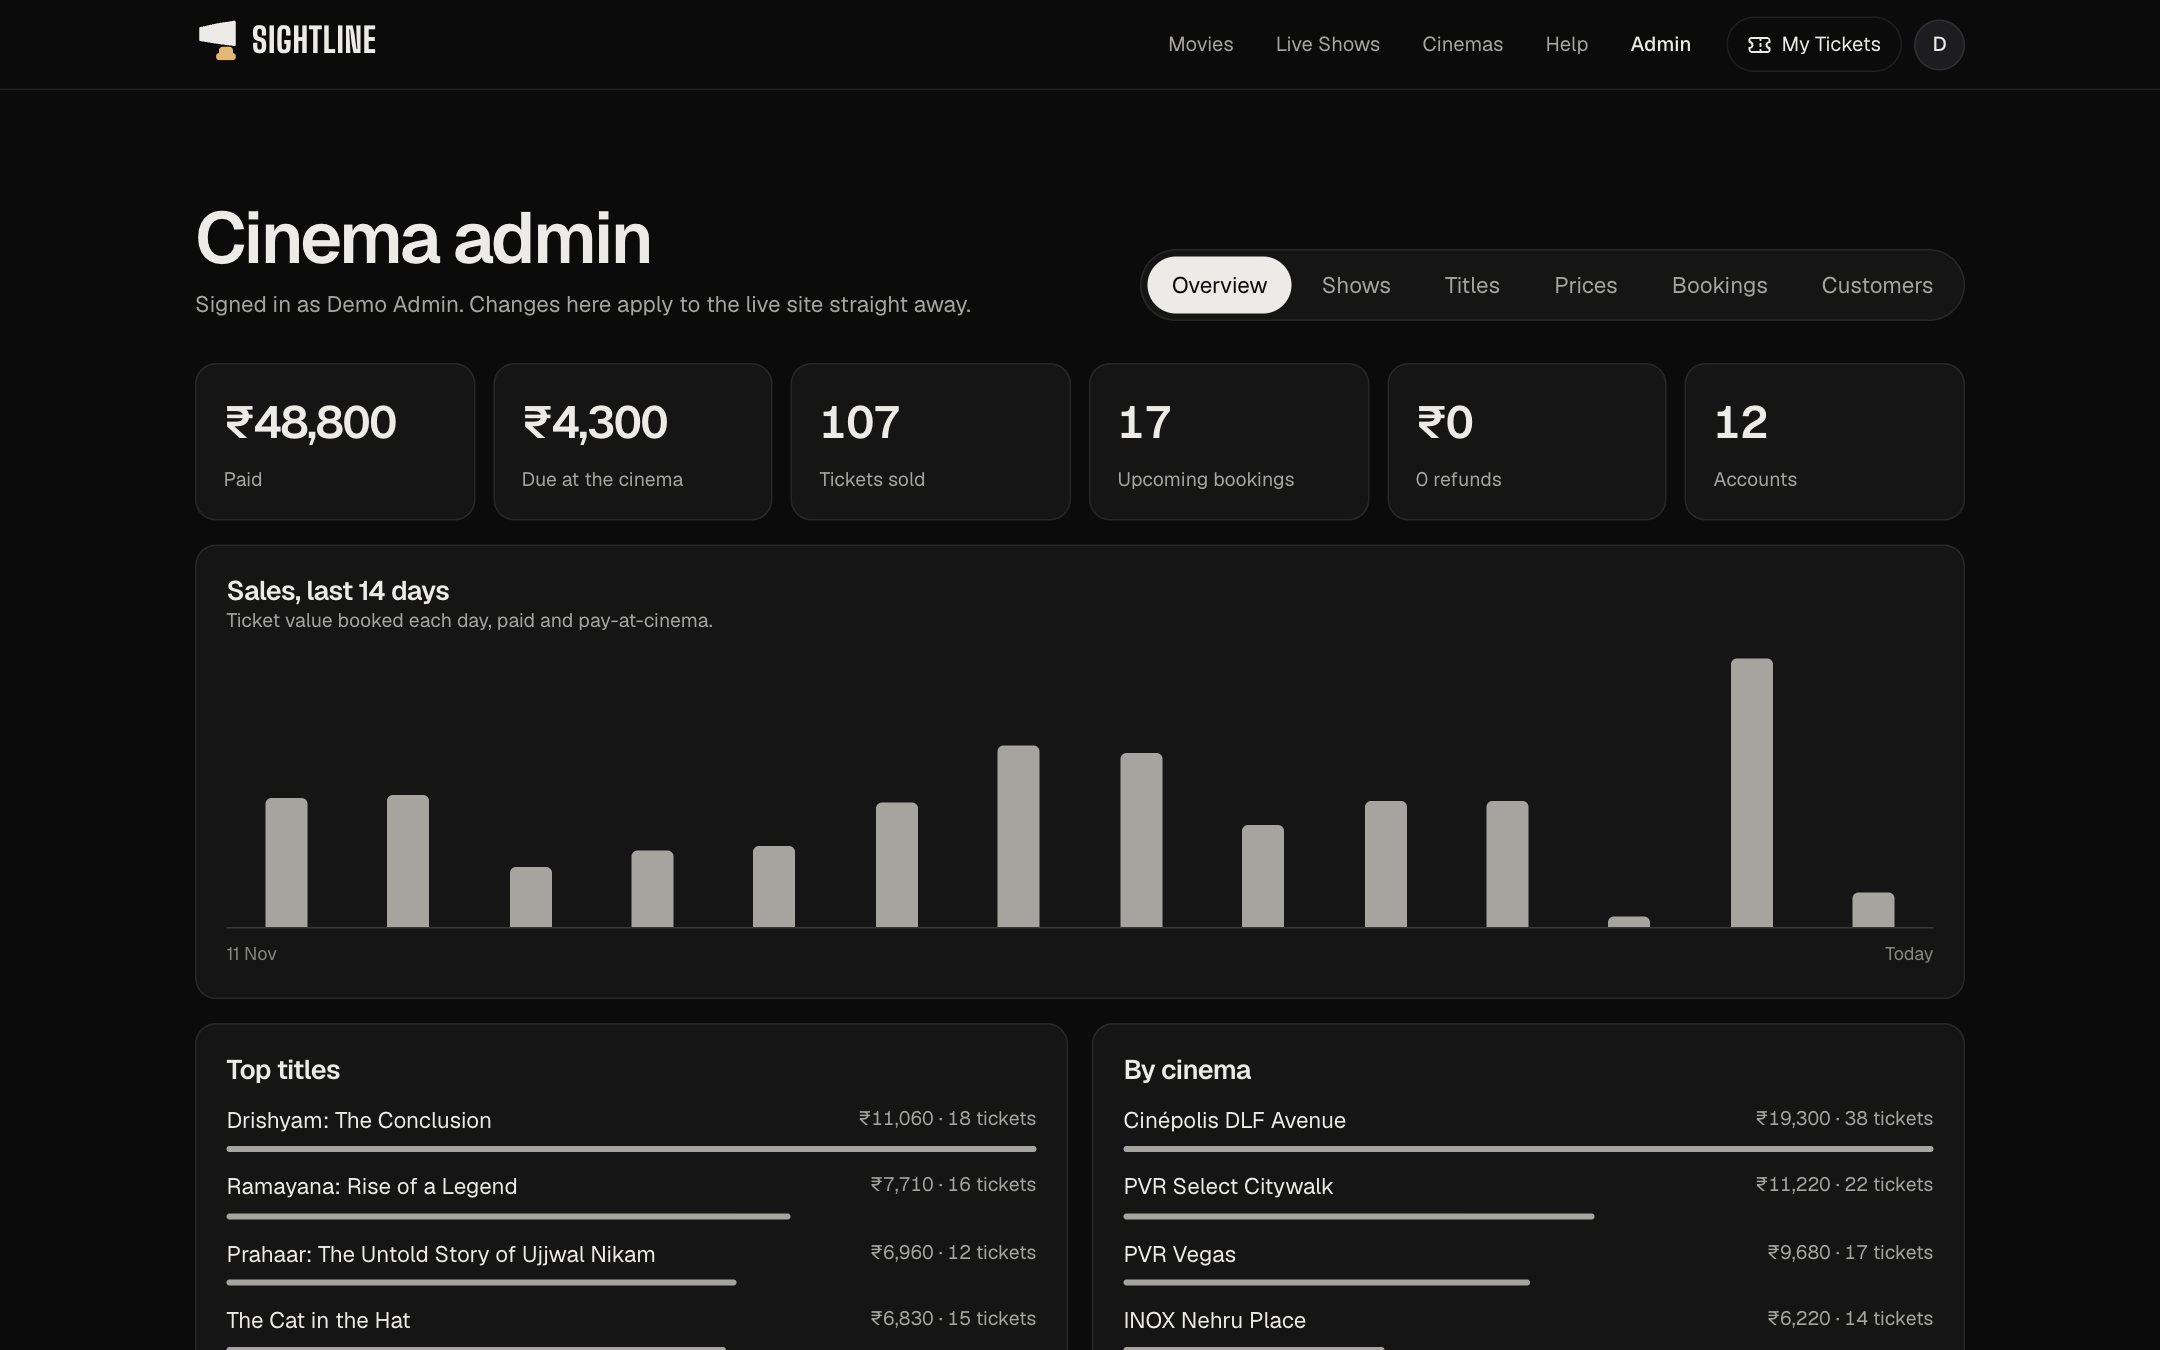 SIGHTLINE
Movies Live Shows Cinemas Help Admin My Tickets D
Cinema admin
Signed in as Demo Admin. Changes here apply to the live site straight away.
Overview Shows Titles Prices Bookings Customers
₹48,800 ₹4,300 107 17 ₹0 12
Paid Due at the cinema Tickets sold Upcoming bookings 0 refunds Accounts
Sales, last 14 days
Ticket value booked each day, paid and pay-at-cinema.
11 Nov Today
Top titles
Drishyam: The Conclusion ₹11,060 · 18 tickets
Ramayana: Rise of a Legend ₹7,710 · 16 tickets
Prahaar: The Untold Story of Ujjwal Nikam ₹6,960 · 12 tickets
The Cat in the Hat ₹6,830 · 15 tickets
By cinema
Cinépolis DLF Avenue ₹19,300 · 38 tickets
PVR Select Citywalk ₹11,220 · 22 tickets
PVR Vegas ₹9,680 · 17 tickets
INOX Nehru Place ₹6,220 · 14 tickets